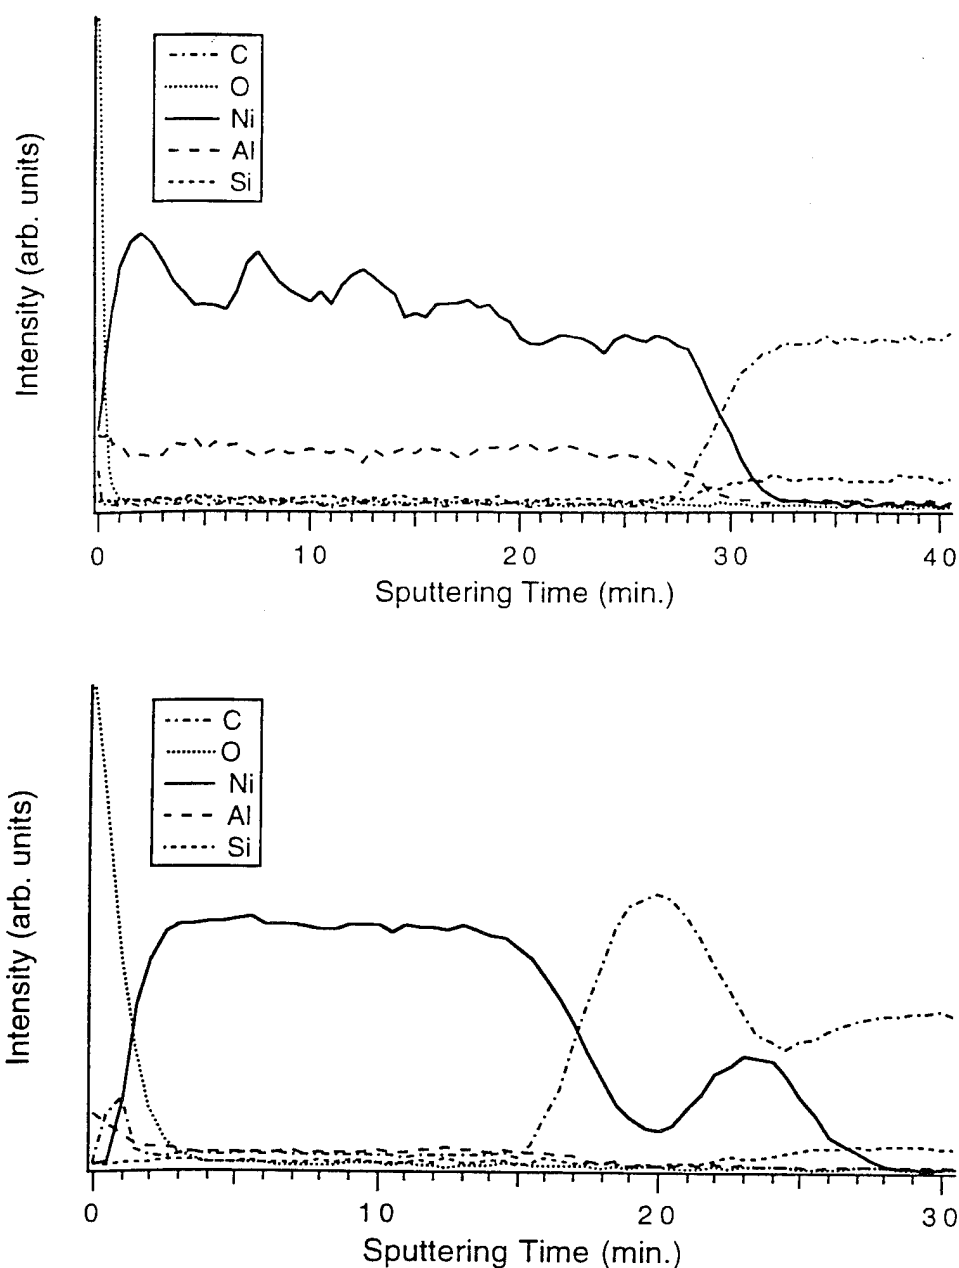 C
O
Ni
Al
Si
Intensity (arb. units)
0 10 20 30 40
Sputtering Time (min.)
C
O
Ni
Al
Si
Intensity (arb. units)
0 10 20 30
Sputtering Time (min.)